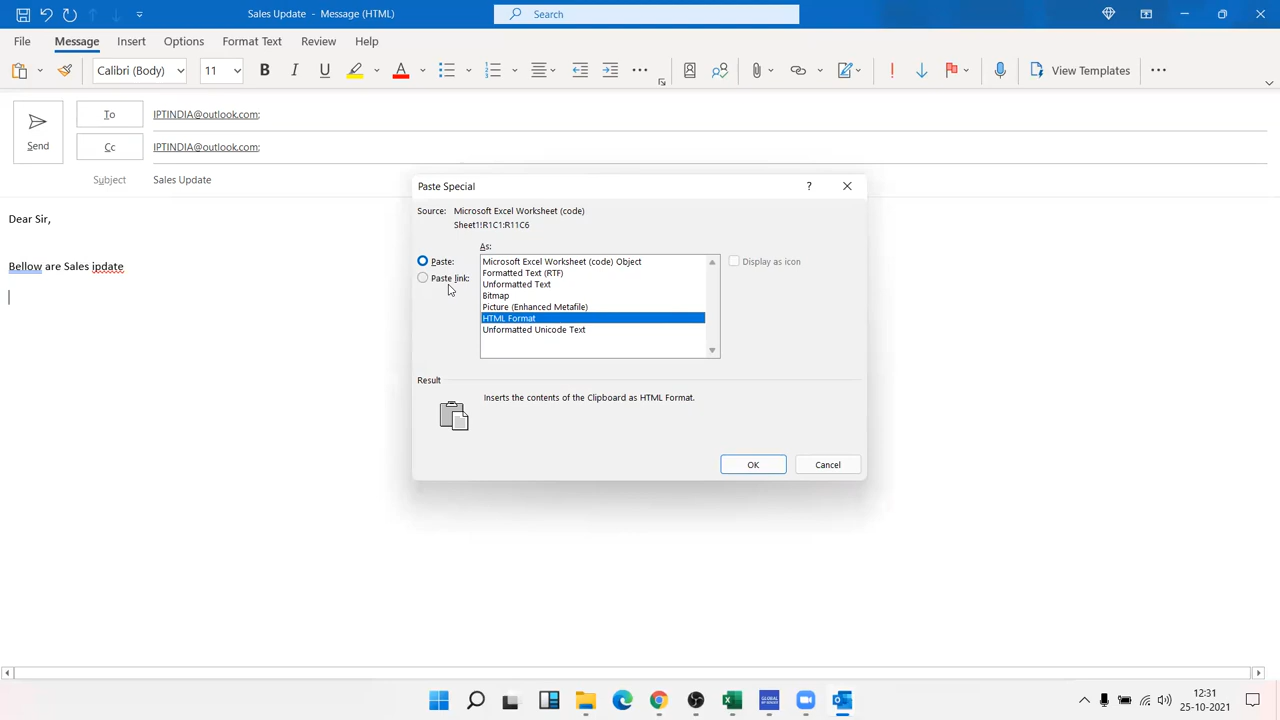 Sales Update - Message (HTML)
Search
File Message Insert Options Format Text Review Help
Calibri (Body) 11 B I U A View Templates
Send
To IPTINDIA@outlook.com;
Cc IPTINDIA@outlook.com;
Subject Sales Update
Dear Sir,
Bellow are Sales ipdate
Paste Special
?
Source: Microsoft Excel Worksheet (code)
Sheet1!R1C1:R11C6
As:
Paste:
Paste link:
Microsoft Excel Worksheet (code) Object
Formatted Text (RTF)
Unformatted Text
Bitmap
Picture (Enhanced Metafile)
HTML Format
Unformatted Unicode Text
Display as icon
Result
Inserts the contents of the Clipboard as HTML Format.
OK Cancel
12:31
25-10-2021